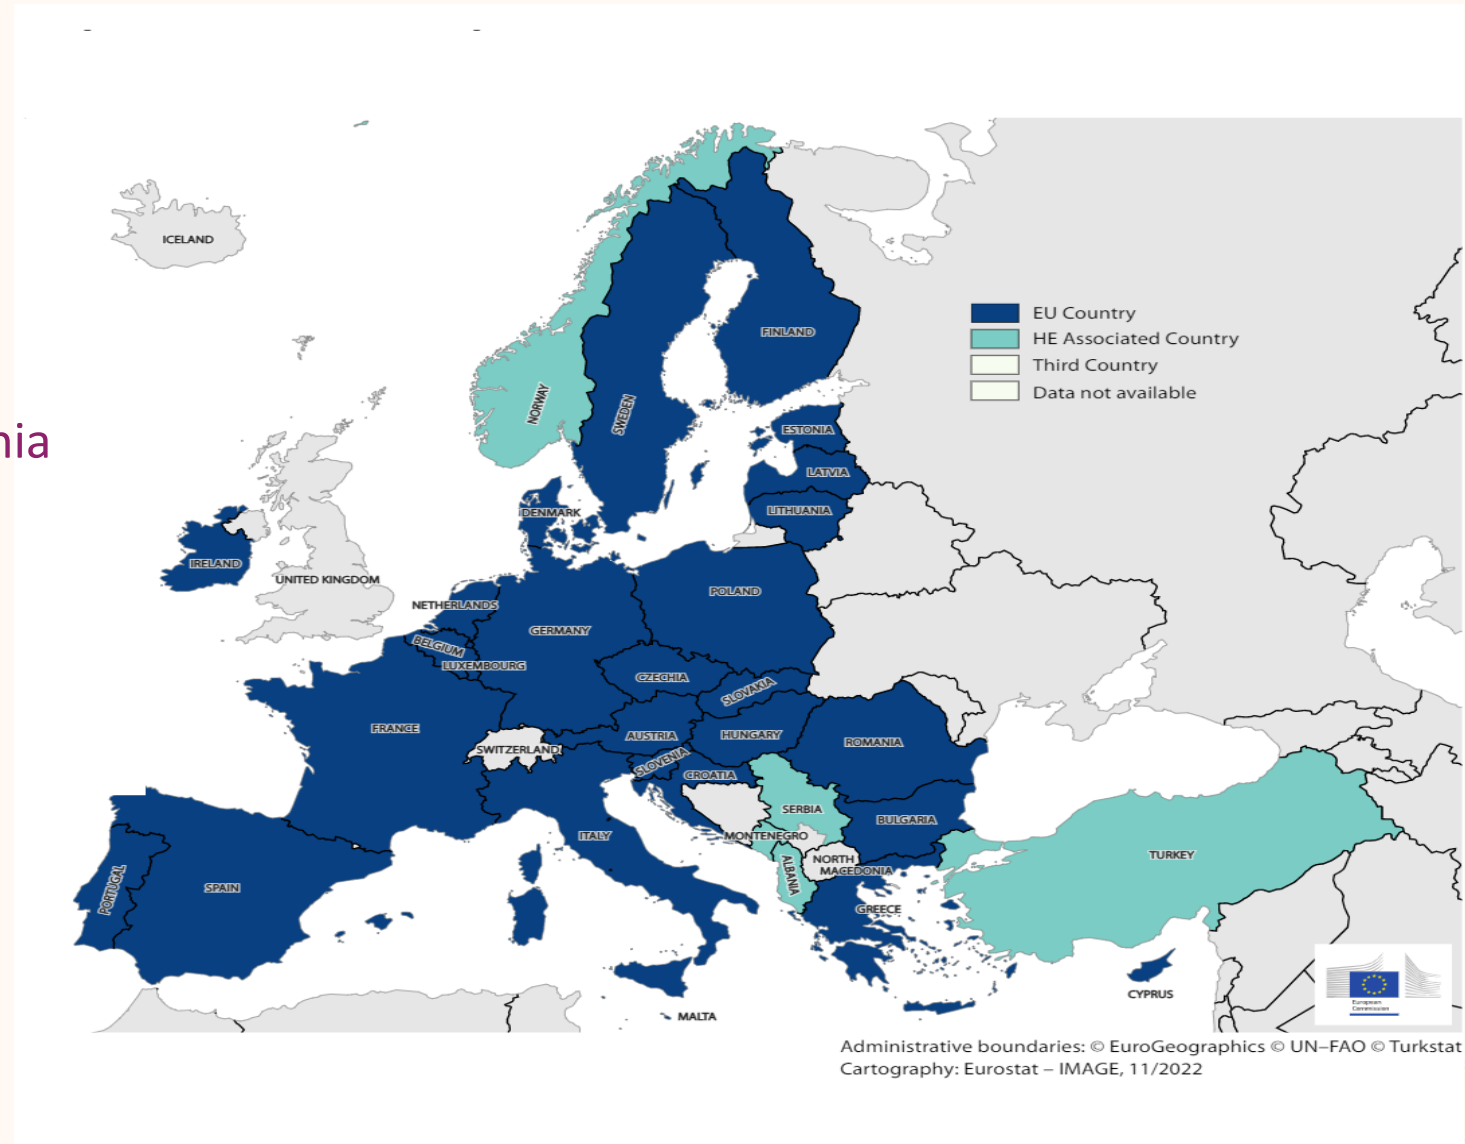 ICELAND
NORWAY
SWEDEN
FINLAND
nia
ESTONIA
LATVIA
LITHUANIA
DENMARK
IRELAND
UNITED KINGDOM
NETHERLANDS
BELGIUM
LUXEMBOURG
GERMANY
POLAND
CZECHIA
SLOVAKIA
FRANCE
SWITZERLAND
AUSTRIA
HUNGARY
ROMANIA
SLOVENIA
CROATIA
SERBIA
BULGARIA
ITALY
MONTENEGRO
ALBANIA
NORTH
MACEDONIA
TURKEY
PORTUGAL
SPAIN
GREECE
CYPRUS
MALTA
EU Country
HE Associated Country
Third Country
Data not available
European
Commission
Administrative boundaries: © EuroGeographics © UN–FAO © Turkstat
Cartography: Eurostat – IMAGE, 11/2022